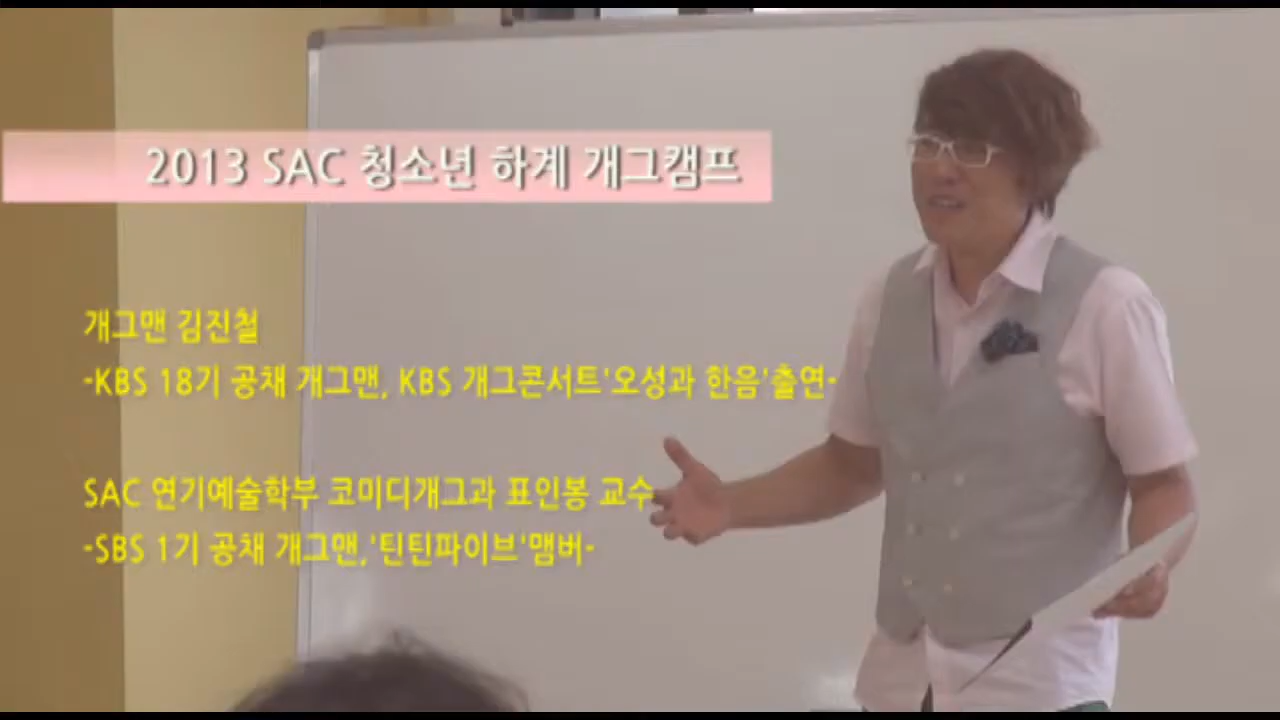 2013 SAC 청소년 하계 개그캠프
개그맨 김진철
-KBS 18기 공채 개그맨, KBS 개그콘서트'오성과 한음'출연-
SAC 연기예술학부 코미디개그과 표인봉 교수
-SBS 1기 공채 개그맨,'틴틴파이브'맴버-